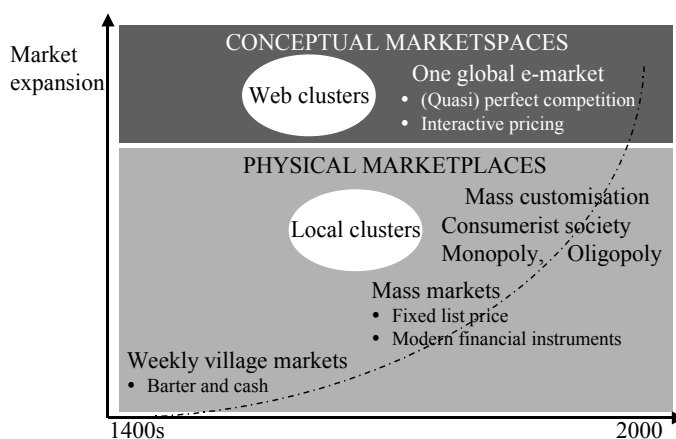 Market
expansion
CONCEPTUAL MARKETSPACES
Web clusters
One global e-market
• (Quasi) perfect competition
• Interactive pricing
PHYSICAL MARKETPLACES
Local clusters
Mass customisation
Consumerist society
Monopoly, Oligopoly
Mass markets
• Fixed list price
• Modern financial instruments
Weekly village markets
• Barter and cash
1400s
2000